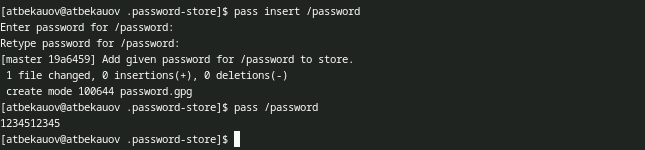 [atbekauov@atbekauov .password-store]$ pass insert /password
Enter password for /password:
Retype password for /password:
[master 19a6459] Add given password for /password to store.
 1 file changed, 0 insertions(+), 0 deletions(-)
 create mode 100644 password.gpg
[atbekauov@atbekauov .password-store]$ pass /password
1234512345
[atbekauov@atbekauov .password-store]$